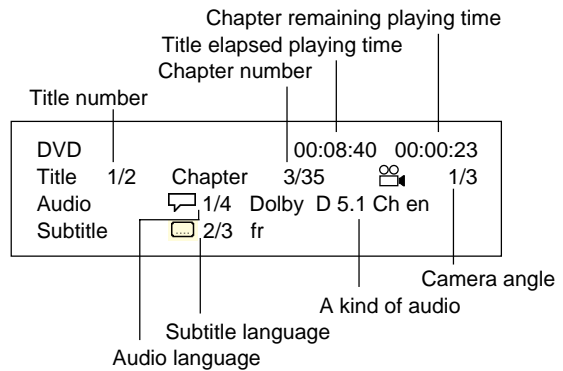 Chapter remaining playing time
Title elapsed playing time
Chapter number
Title number
DVD 00:08:40 00:00:23
Title 1/2 Chapter 3/35 1/3
Audio 1/4 Dolby D 5.1 Ch en
Subtitle .... 2/3 fr
Camera angle
A kind of audio
Subtitle language
Audio language